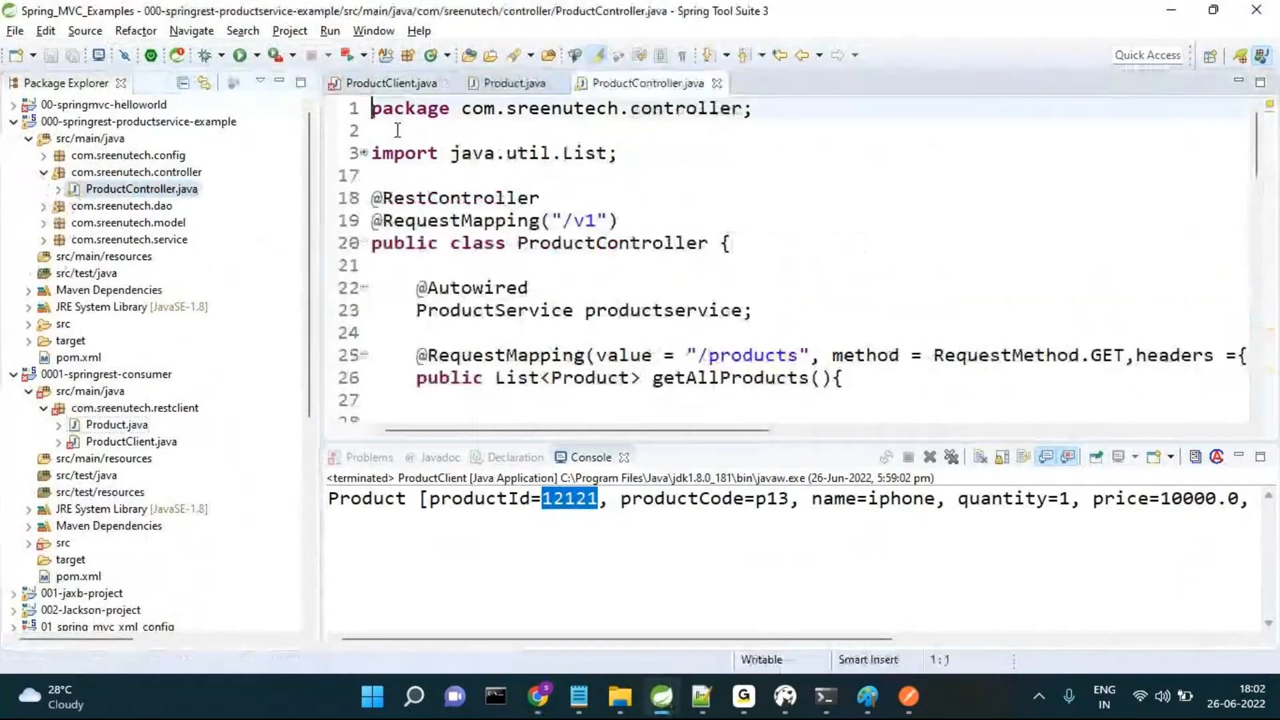 Spring_MVC_Examples - 000-springrest-productservice-example/src/main/java/com/sreenutech/controller/ProductController.java - Spring Tool Suite 3
File Edit Source Refactor Navigate Search Project Run Window Help
Quick Access
Package Explorer
00-springmvc-helloworld
000-springrest-productservice-example
src/main/java
com.sreenutech.config
com.sreenutech.controller
ProductController.java
com.sreenutech.dao
com.sreenutech.model
com.sreenutech.service
src/main/resources
src/test/java
Maven Dependencies
JRE System Library [JavaSE-1.8]
src
target
pom.xml
0001-springrest-consumer
src/main/java
com.sreenutech.restclient
Product.java
ProductClient.java
src/main/resources
src/test/java
src/test/resources
JRE System Library [JavaSE-1.8]
Maven Dependencies
src
target
pom.xml
001-jaxb-project
002-Jackson-project
01_spring_mvc_xml_config
ProductClient.java Product.java ProductController.java
1 package com.sreenutech.controller;
2
3 import java.util.List;
17
18 @RestController
19 @RequestMapping("/v1")
20 public class ProductController {
21
22 @Autowired
23 ProductService productservice;
24
25 @RequestMapping(value = "/products", method = RequestMethod.GET,headers ={
26 public List<Product> getAllProducts(){
27
28
Problems Javadoc Declaration Console
<terminated> ProductClient [Java Application] C:\Program Files\Java\jdk1.8.0_181\bin\javaw.exe (26-Jun-2022, 5:59:02 pm)
Product [productId=12121, productCode=p13, name=iphone, quantity=1, price=10000.0,
Writable Smart Insert 1 : 1
28°C
Cloudy
ENG
IN
18:02
26-06-2022